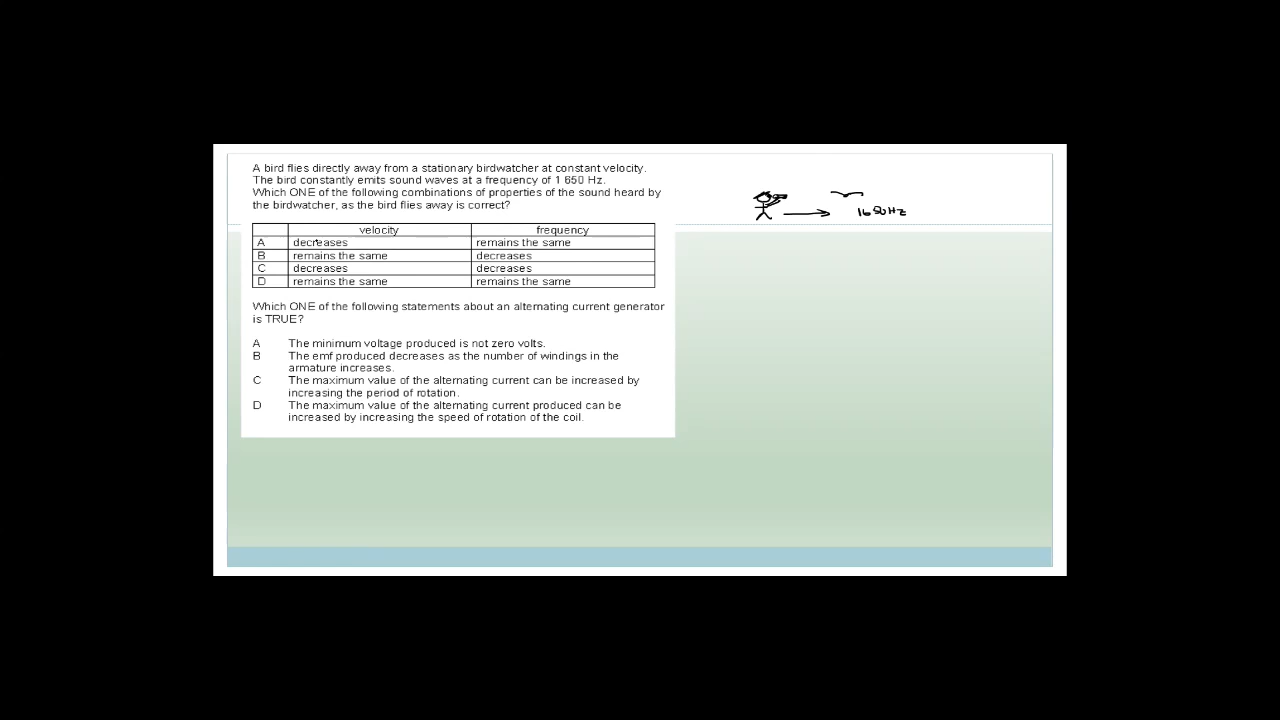 A bird flies directly away from a stationary birdwatcher at constant velocity.
The bird constantly emits sound waves at a frequency of 1 650 Hz.
Which ONE of the following combinations of properties of the sound heard by
the birdwatcher, as the bird flies away is correct?
1650Hz
velocity frequency
A decreases remains the same
B remains the same decreases
C decreases decreases
D remains the same remains the same
Which ONE of the following statements about an alternating current generator
is TRUE?
A The minimum voltage produced is not zero volts.
B The emf produced decreases as the number of windings in the
armature increases.
C The maximum value of the alternating current can be increased by
increasing the period of rotation.
D The maximum value of the alternating current produced can be
increased by increasing the speed of rotation of the coil.